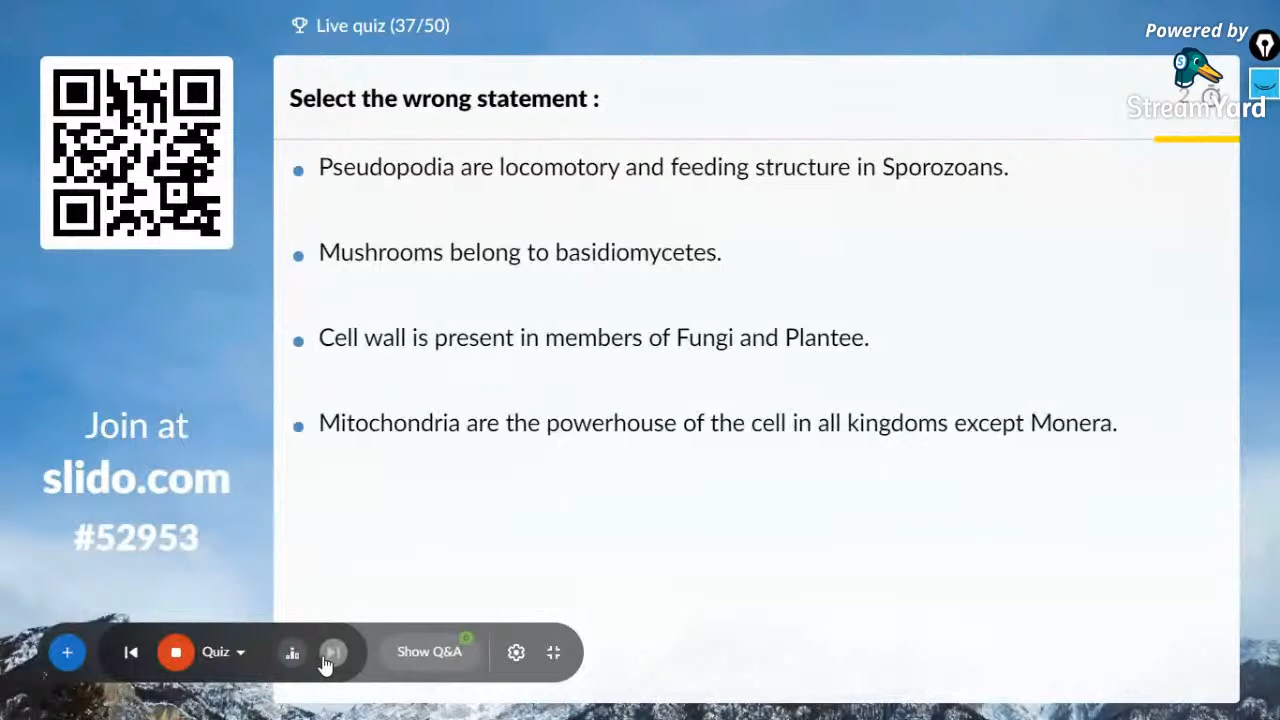 Live quiz (37/50)
Powered by
StreamYard
Select the wrong statement :
2
Pseudopodia are locomotory and feeding structure in Sporozoans.
Mushrooms belong to basidiomycetes.
Cell wall is present in members of Fungi and Plantee.
Mitochondria are the powerhouse of the cell in all kingdoms except Monera.
Join at
slido.com
#52953
Quiz
Show Q&A
6